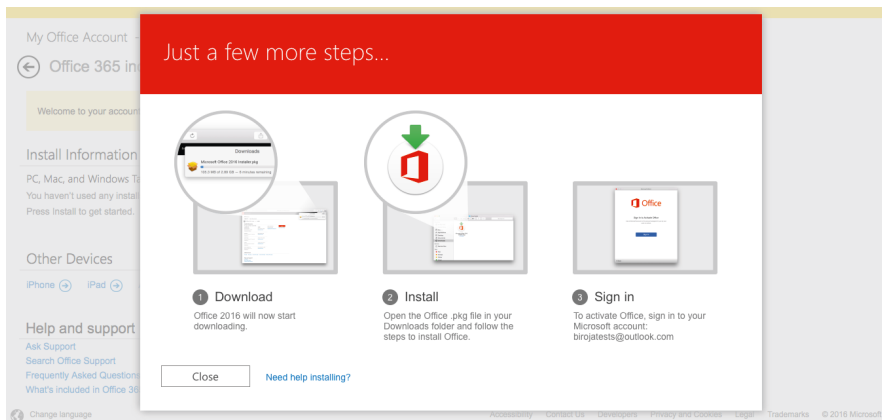 My Office Account
Just a few more steps...
Office 365 in
Welcome to your account
Downloads
Microsoft Office 2016 Installer.pkg
Install Information
PC, Mac, and Windows Ta
You haven't used any install
Press Install to get started.
Office
Other Devices
iPhone
iPad
1 Download
2 Install
3 Sign in
Office 2016 will now start
downloading.
Open the Office .pkg file in your
Downloads folder and follow the
steps to install Office.
To activate Office, sign in to your
Microsoft account:
birojatests@outlook.com
Help and support
Ask Support
Search Office Support
Frequently Asked Questions
What's included in Office 36
Close
Need help installing?
Change language
Accessibility
Contact Us
Developers
Privacy and Cookies
Legal
Trademarks
© 2016 Microsoft